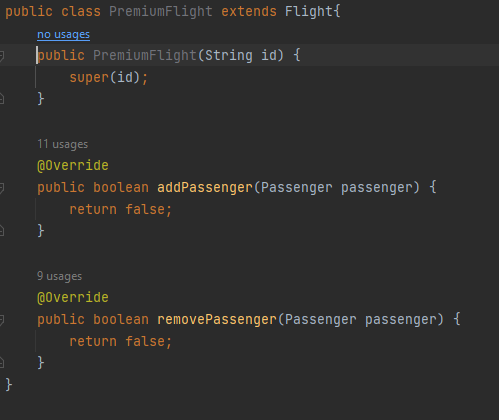 public class PremiumFlight extends Flight{
no usages
public PremiumFlight(String id) {
super(id);
}
11 usages
@Override
public boolean addPassenger(Passenger passenger) {
return false;
}
9 usages
@Override
public boolean removePassenger(Passenger passenger) {
return false;
}
}